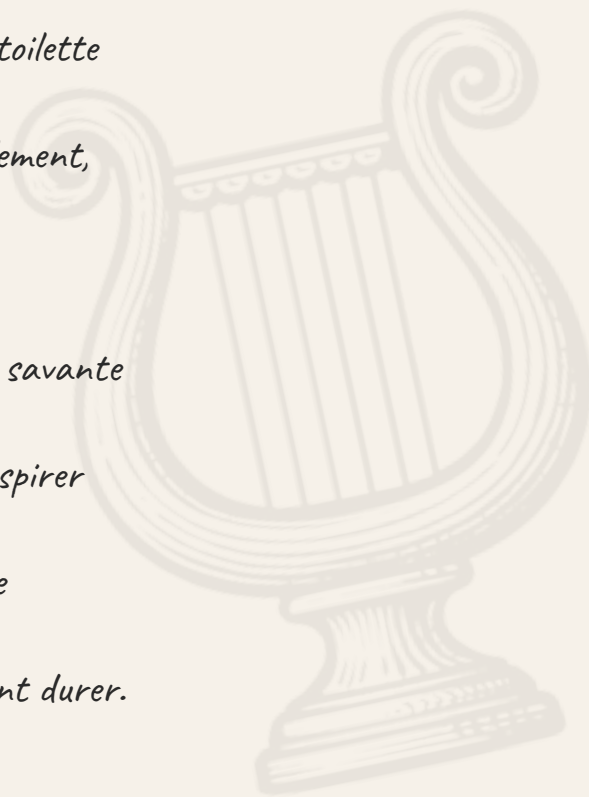 toilette
ement,
savante
spirer
e
nt durer.